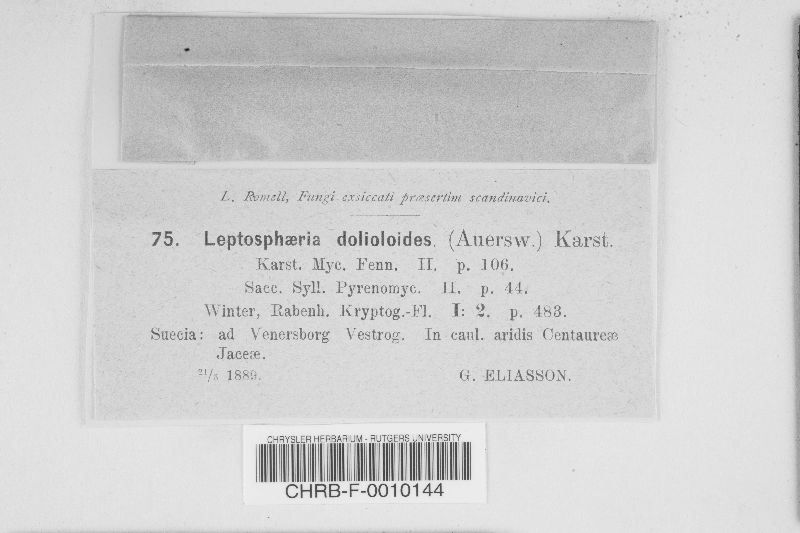 L. Romell, Fungi exsiccati præsertim scandinavici.
75. Leptosphæria dolioloides (Auersw.) Karst.
Karst. Myc. Fenn. II. p. 106.
Sacc. Syll. Pyrenomyc. II. p. 44.
Winter, Rabenh. Kryptog.-Fl. I: 2. p. 483.
Suecia: ad Venersborg Vestrog. In caul. aridis Centaureæ
Jaceæ.
21/5 1889. G. ELIASSON.
CHRYSLER HERBARIUM - RUTGERS UNIVERSITY
CHRB-F-0010144